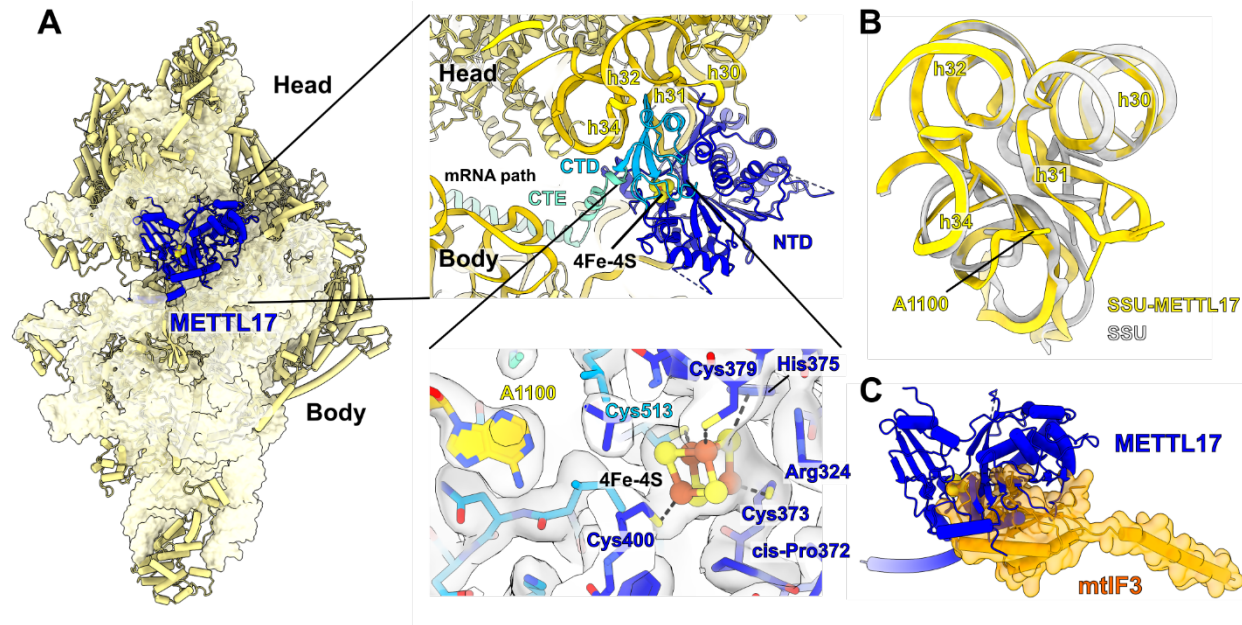 A
Head
METTL17
Body
Head
h32
h31
h30
h34
CTD
mRNA path
CTE
NTD
Body
4Fe-4S
Cys379
His375
A1100
Cys513
4Fe-4S
Arg324
Cys373
Cys400
cis-Pro372
B
h32
h30
h31
h34
A1100
SSU-METTL17
SSU
C
METTL17
mtIF3